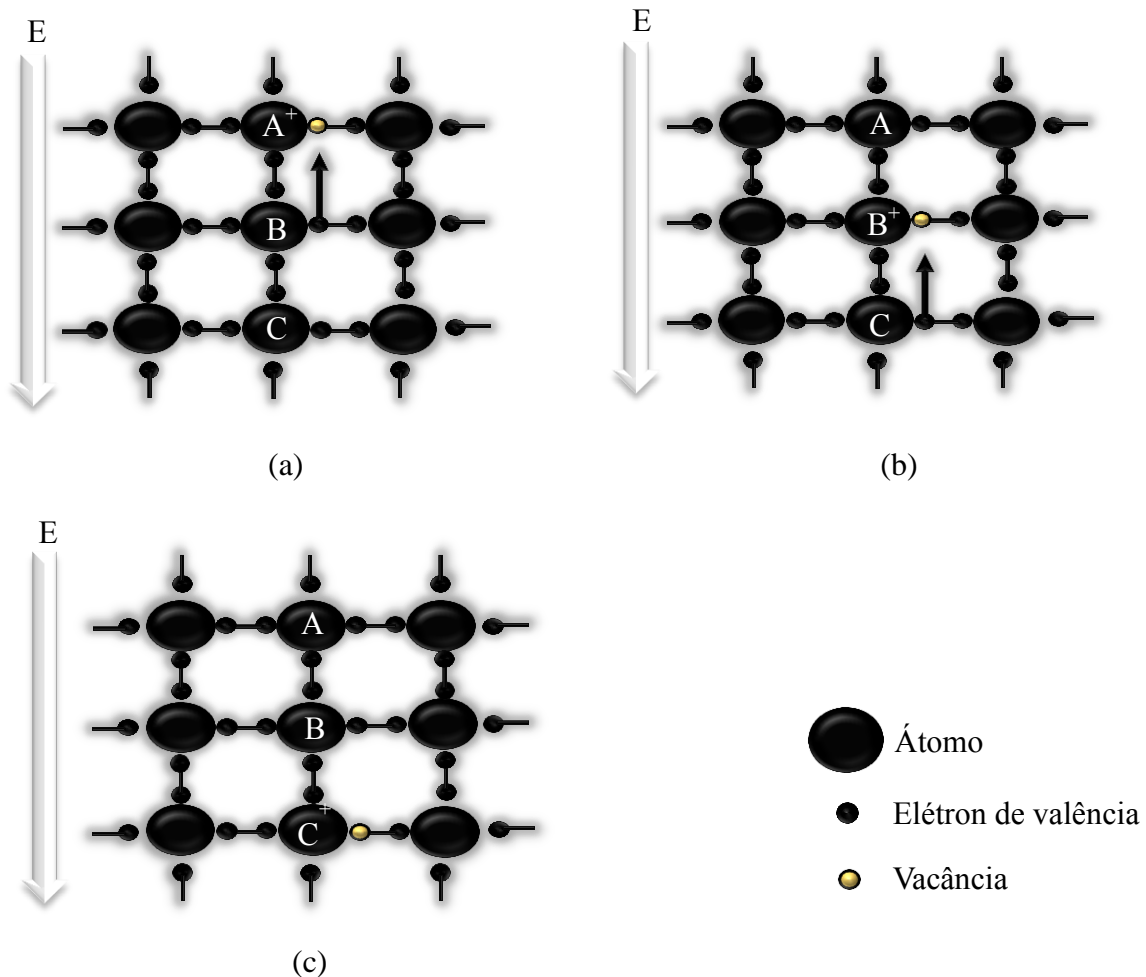 E
A+
B
C
(a)
E
A
B+
C
(b)
E
A
B
C+
(c)
Átomo
Elétron de valência
Vacância